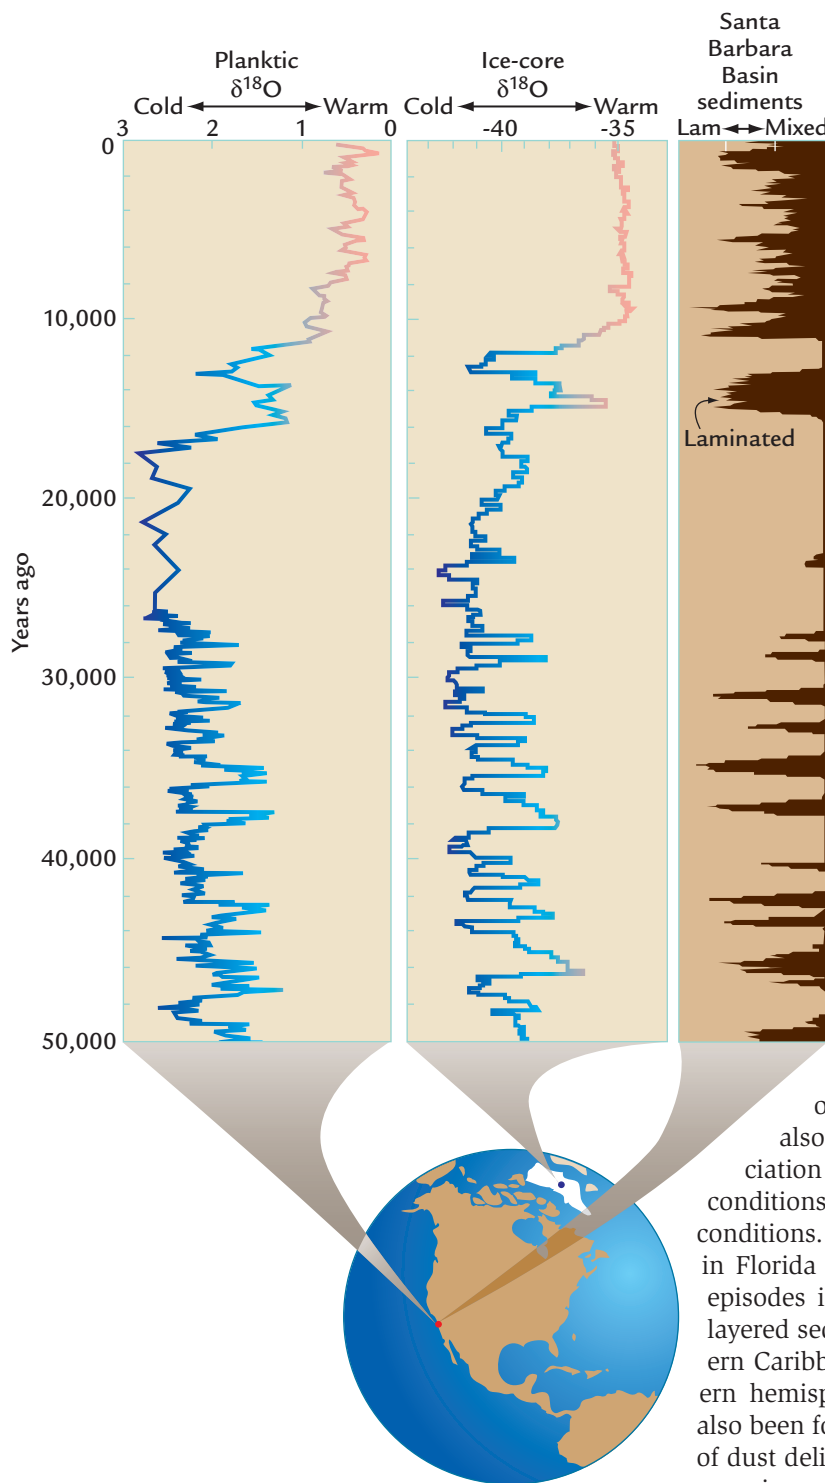 Planktic
δ18O
Cold Warm
3 2 1 0
Ice-core
δ18O
Cold Warm
-40 -35
Santa
Barbara
Basin
sediments
Lam Mixed
0
10,000
20,000
30,000
40,000
50,000
Years ago
Laminated
o
also
ciation
conditions
conditions.
in Florida
episodes i
layered sed
ern Caribb
ern hemisp
also been fo
of dust deli